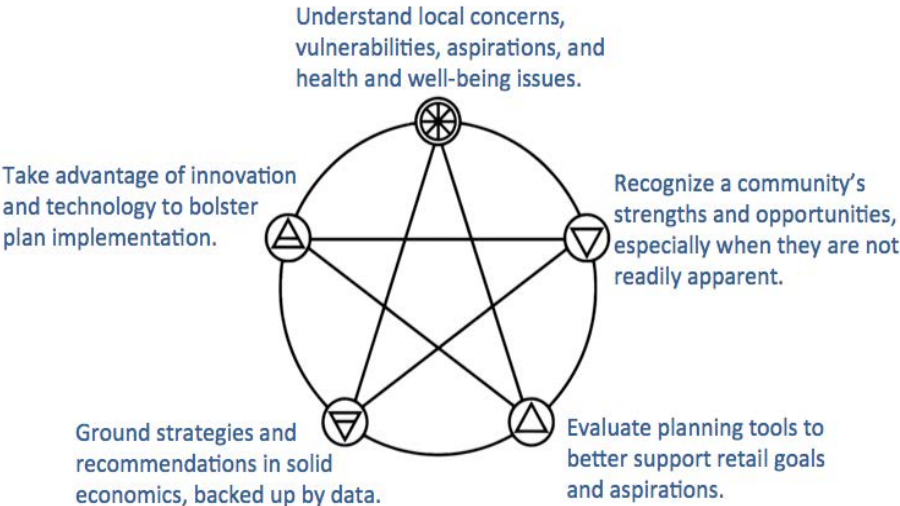 Understand local concerns,
vulnerabilities, aspirations, and
health and well-being issues.
Take advantage of innovation
and technology to bolster
plan implementation.
Recognize a community’s
strengths and opportunities,
especially when they are not
readily apparent.
Ground strategies and
recommendations in solid
economics, backed up by data.
Evaluate planning tools to
better support retail goals
and aspirations.